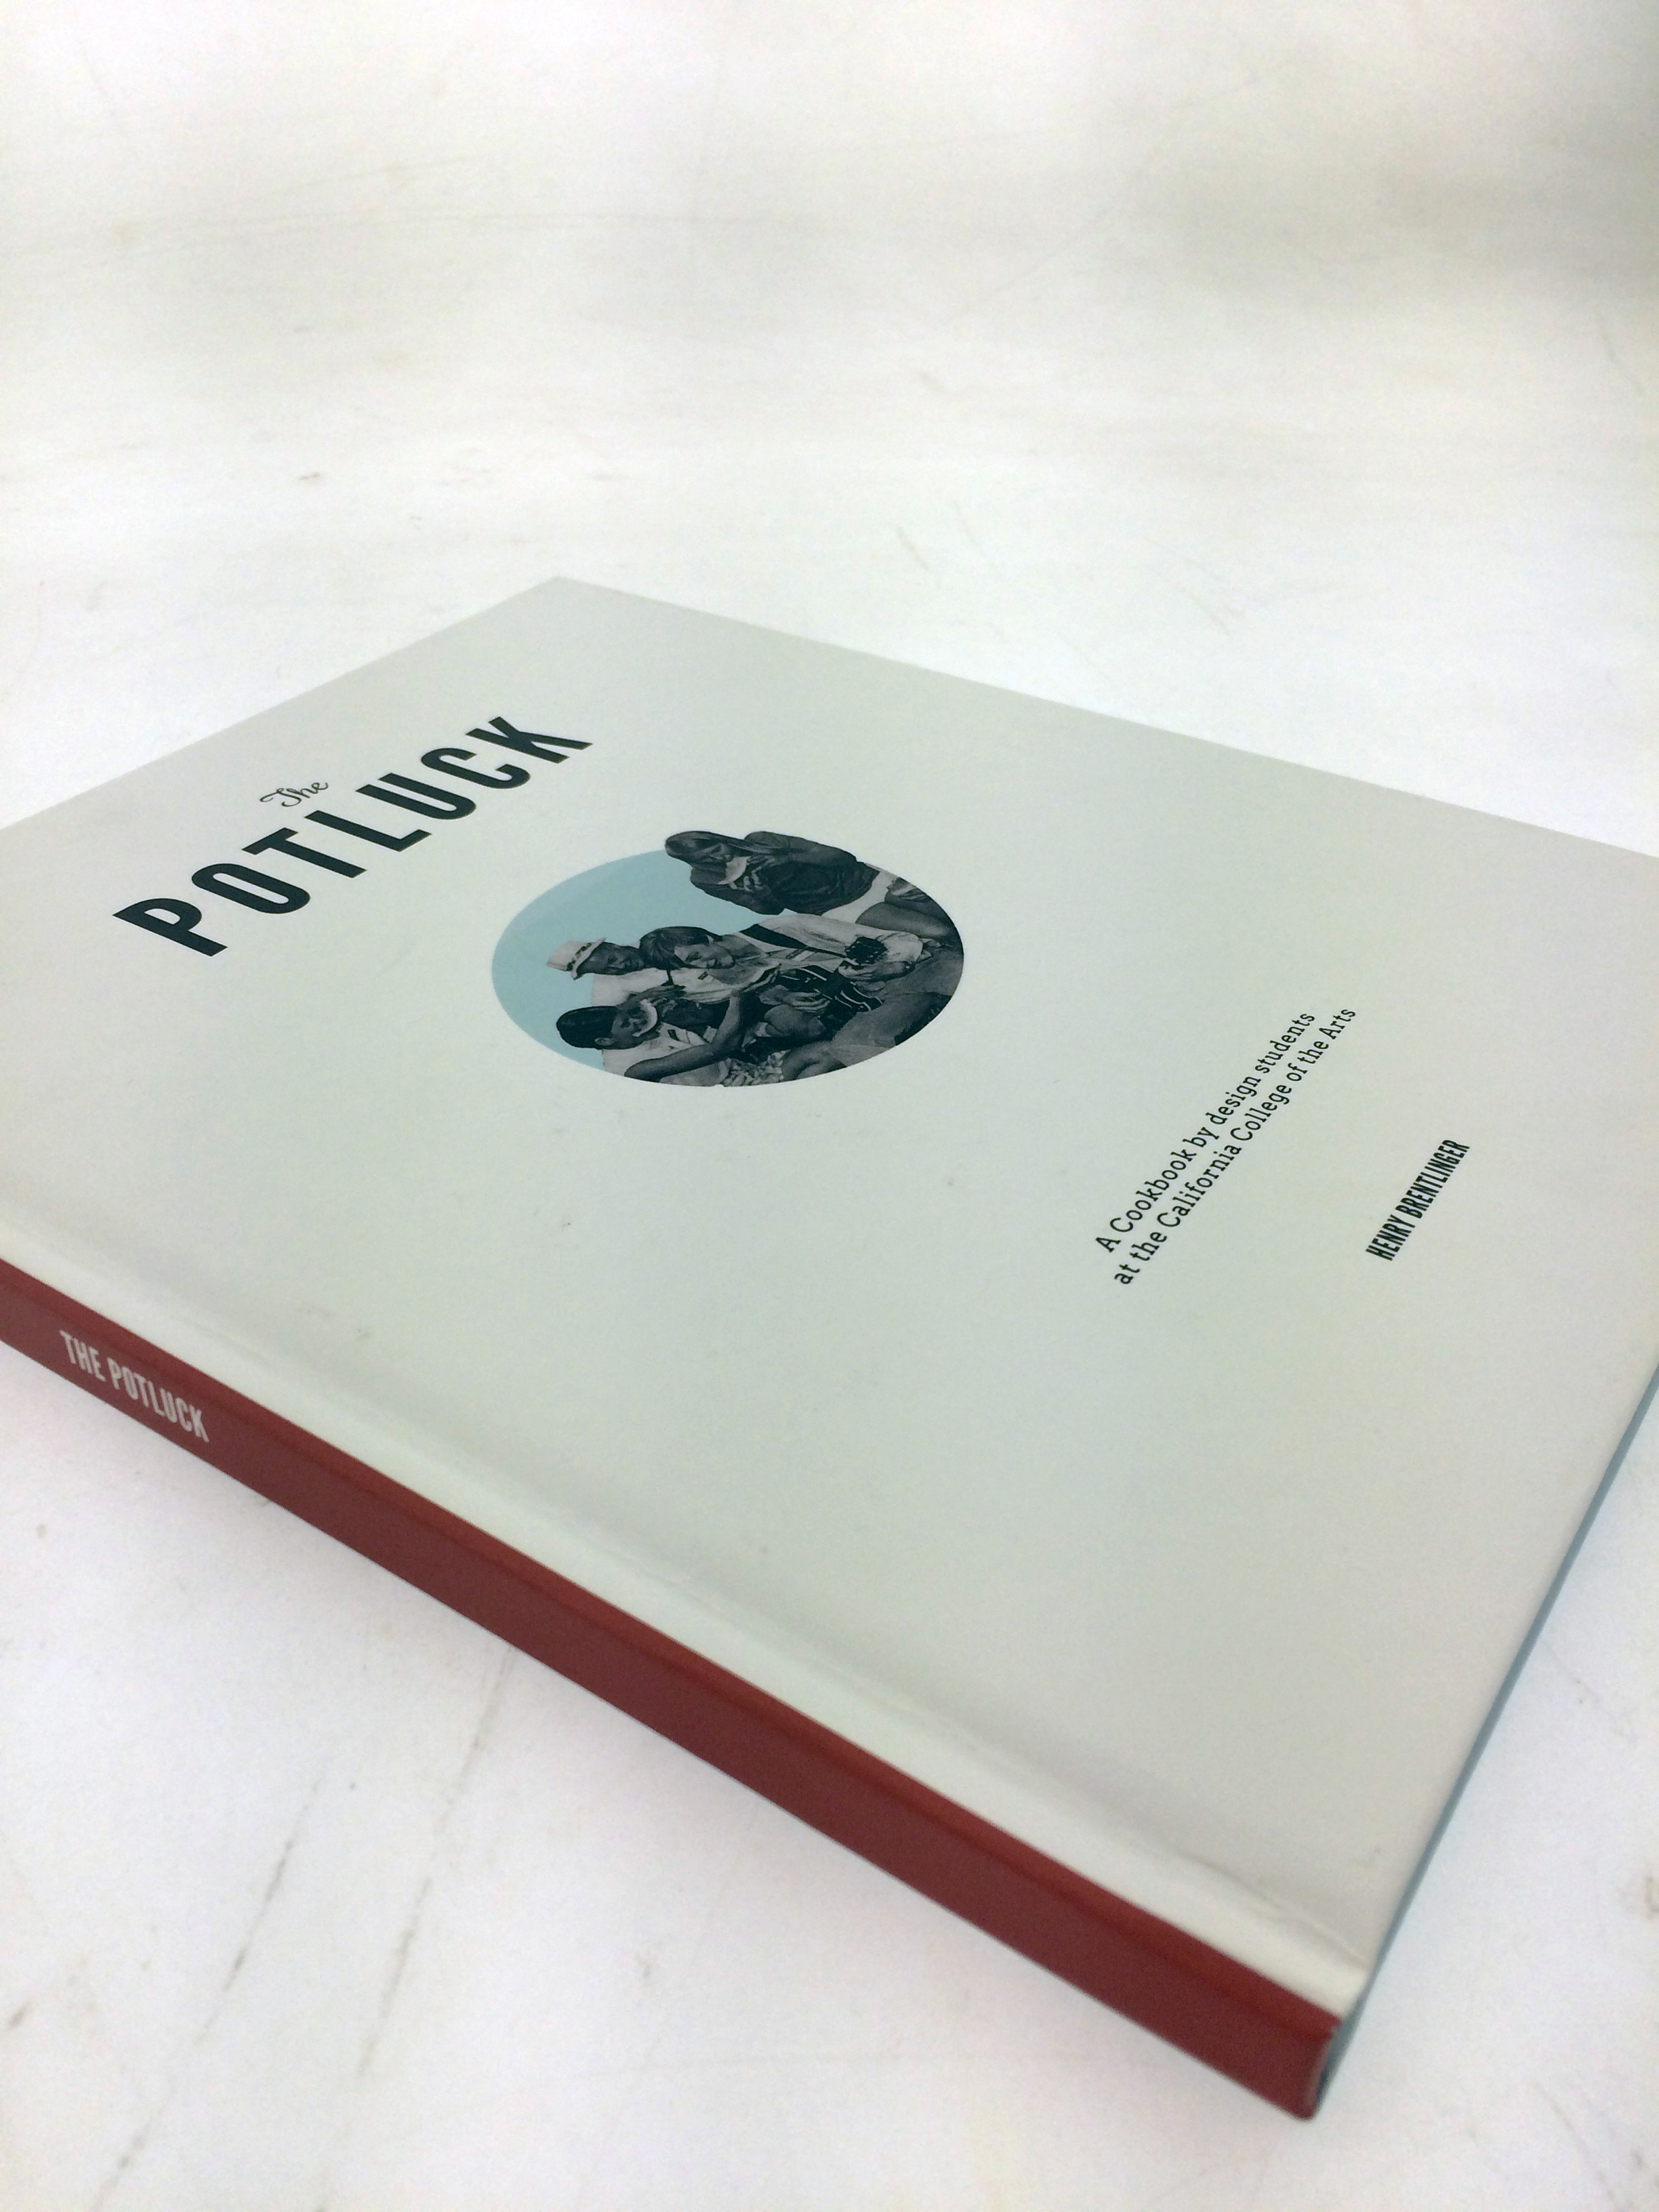 The
POTLUCK
A Cookbook by design students
at the California College of the Arts
HENRY BRENTLINGER
THE POTLUCK